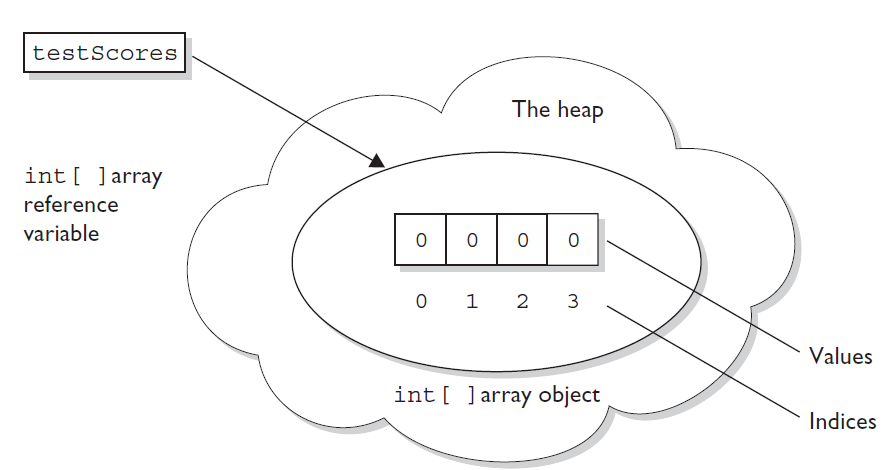 testScores
The heap
int[ ]array
reference
variable
0 0 0 0
0 1 2 3
Values
int[ ]array object
Indices